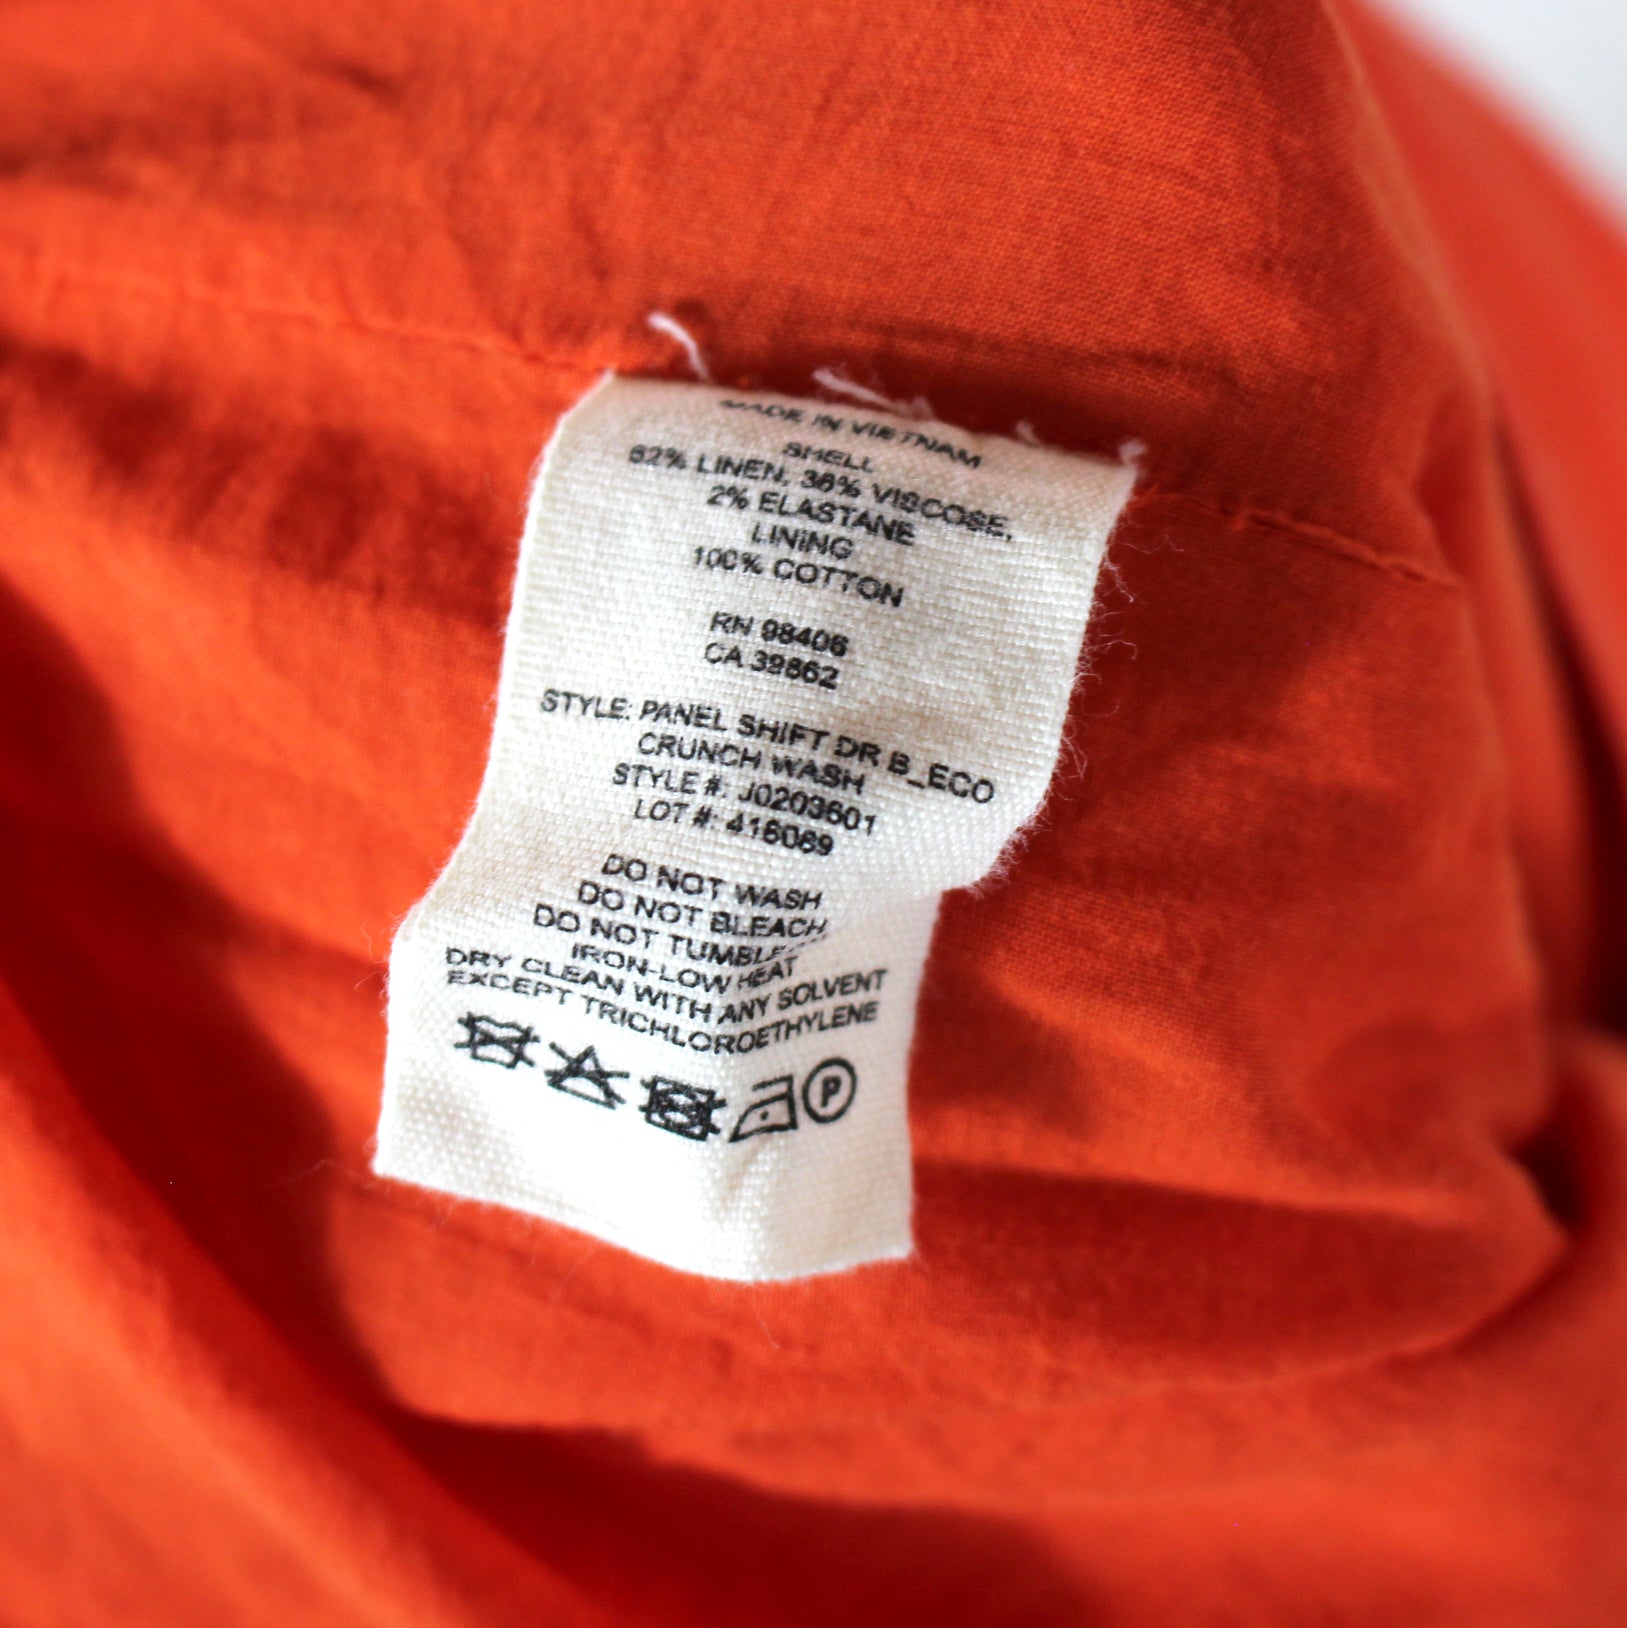 MADE IN VIETNAM
SHELL
62% LINEN, 36% VISCOSE,
2% ELASTANE
LINING
100% COTTON
RN 98406
CA 39862
STYLE: PANEL SHIFT DR B_ECO
CRUNCH WASH
STYLE #: J0203601
LOT #: 416069
DO NOT WASH
DO NOT BLEACH
DO NOT TUMBLE
IRON-LOW HEAT
DRY CLEAN WITH ANY SOLVENT
EXCEPT TRICHLOROETHYLENE
P